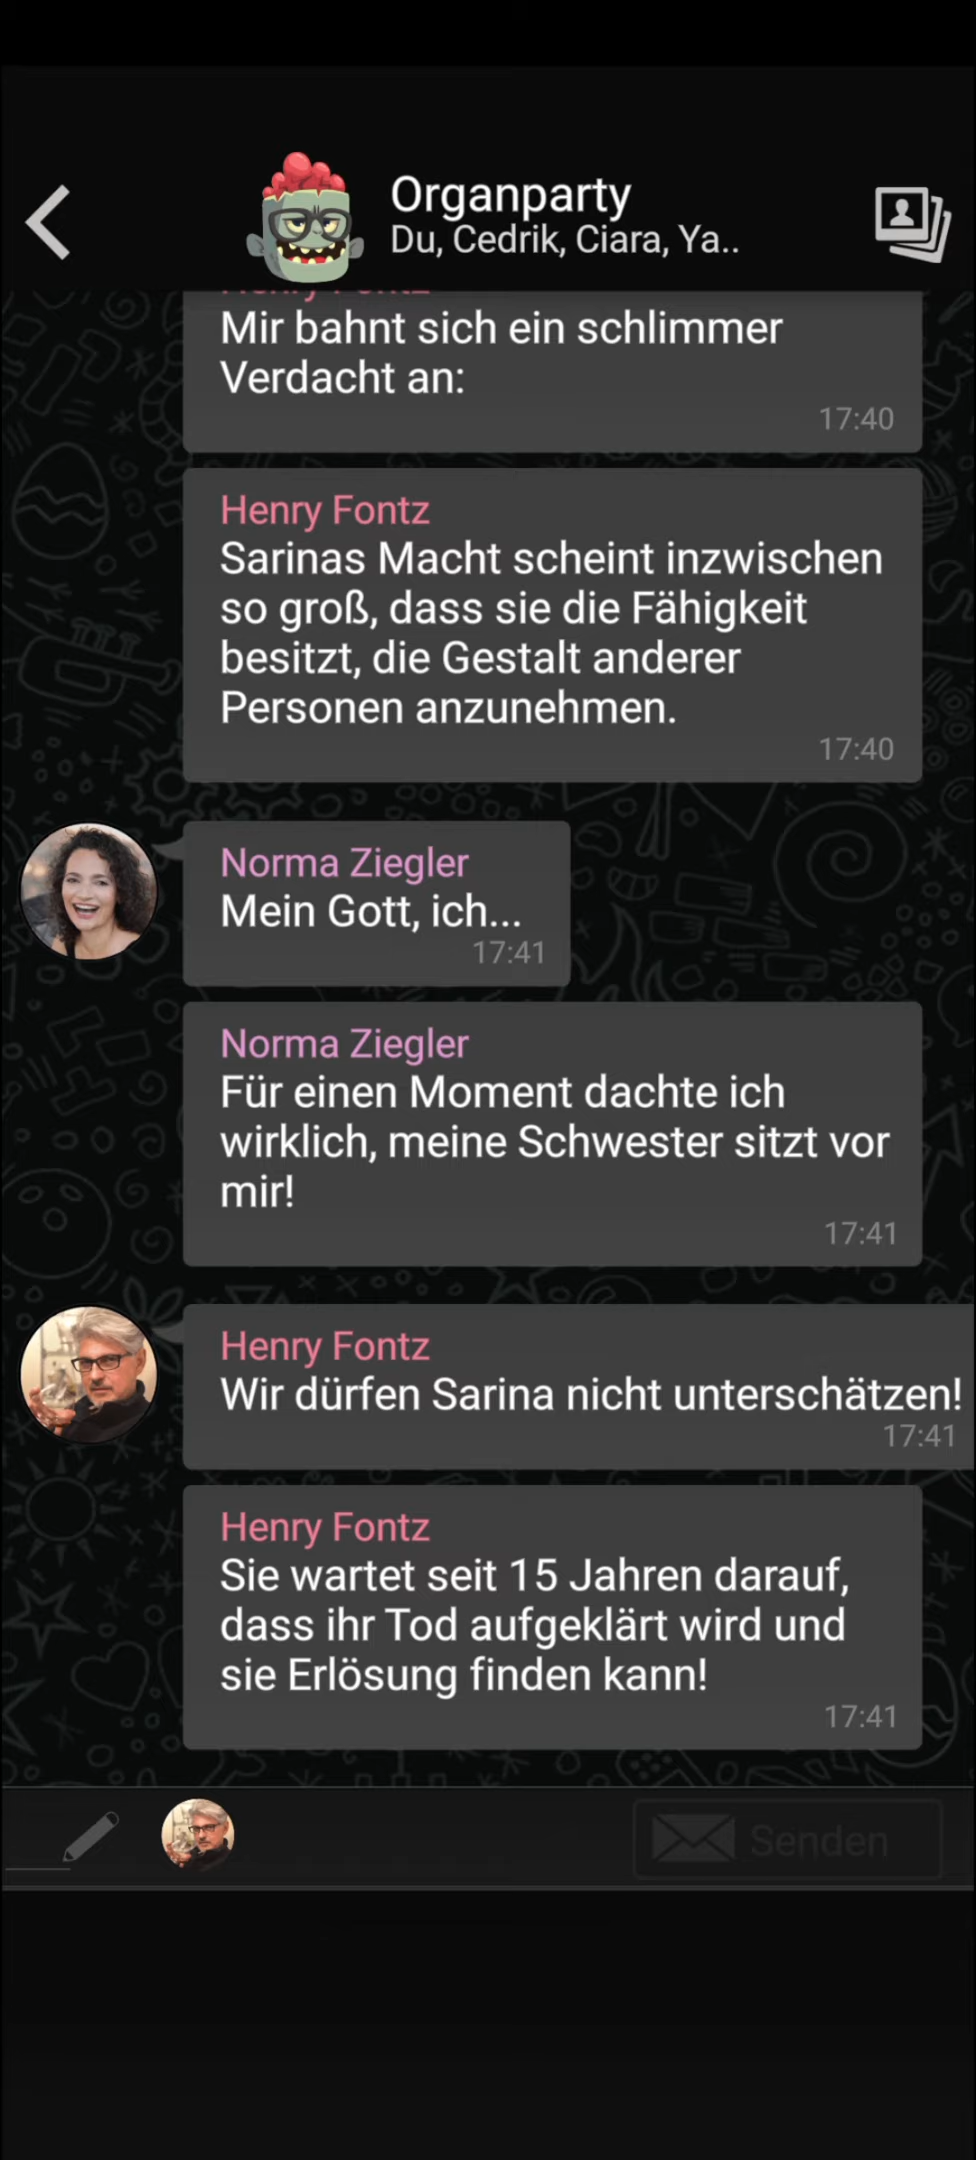 Organparty
Du, Cedrik, Ciara, Ya..
Henry Fontz
Mir bahnt sich ein schlimmer
Verdacht an:
17:40
Henry Fontz
Sarinas Macht scheint inzwischen
so groß, dass sie die Fähigkeit
besitzt, die Gestalt anderer
Personen anzunehmen.
17:40
Norma Ziegler
Mein Gott, ich...
17:41
Norma Ziegler
Für einen Moment dachte ich
wirklich, meine Schwester sitzt vor
mir!
17:41
Henry Fontz
Wir dürfen Sarina nicht unterschätzen!
17:41
Henry Fontz
Sie wartet seit 15 Jahren darauf,
dass ihr Tod aufgeklärt wird und
sie Erlösung finden kann!
17:41
Senden